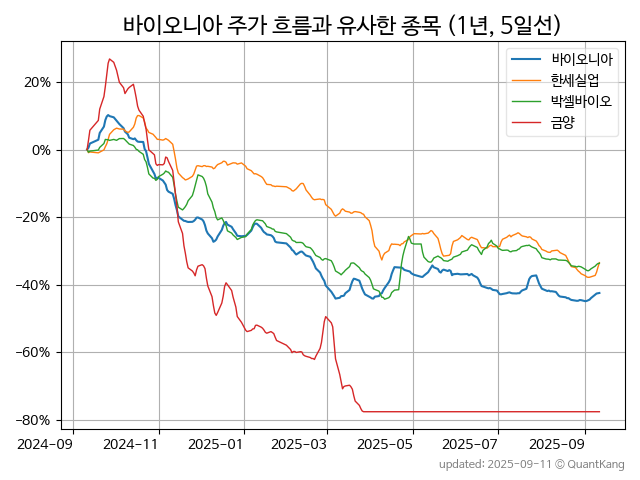 바이오니아 주가 흐름과 유사한 종목 (1년, 5일선)
바이오니아
한세실업
박셀바이오
금양
20%
0%
−20%
−40%
−60%
−80%
2024−09
2024−11
2025−01
2025−03
2025−05
2025−07
2025−09
updated: 2025-09-11 © QuantKang